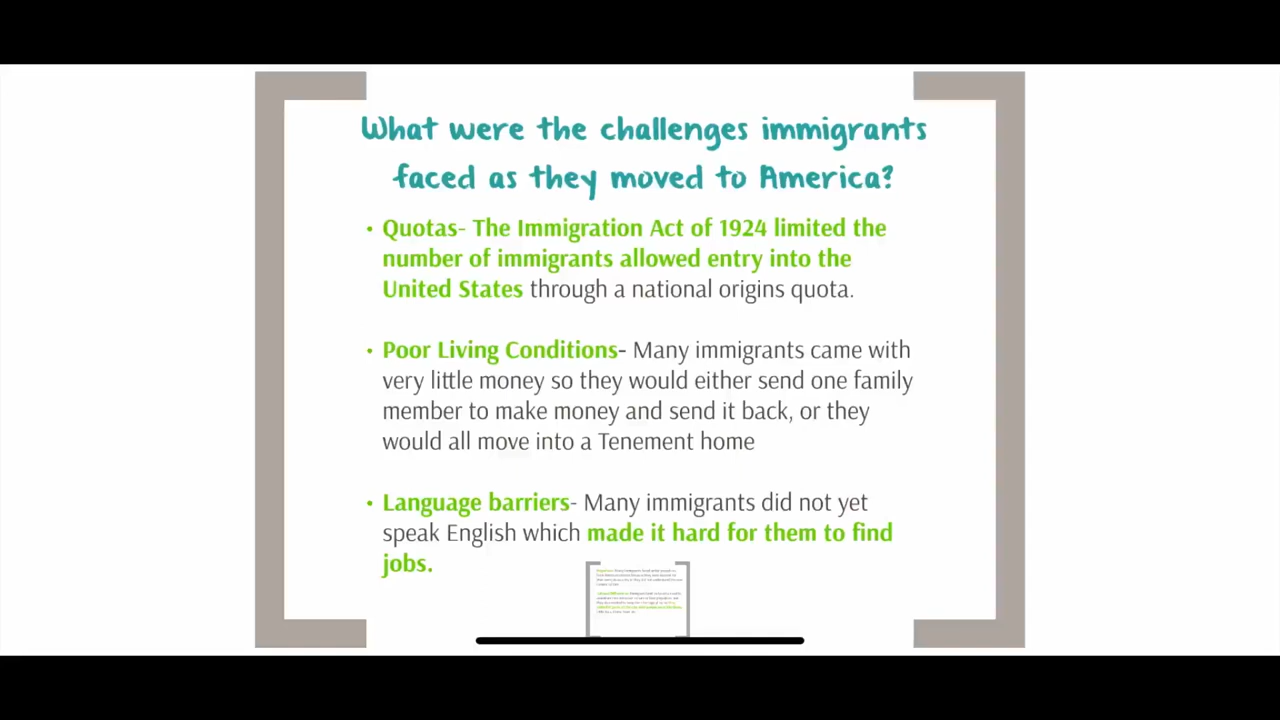 What were the challenges immigrants
faced as they moved to America?
• Quotas- The Immigration Act of 1924 limited the
number of immigrants allowed entry into the
United States through a national origins quota.
• Poor Living Conditions- Many immigrants came with
very little money so they would either send one family
member to make money and send it back, or they
would all move into a Tenement home
• Language barriers- Many immigrants did not yet
speak English which made it hard for them to find
jobs.